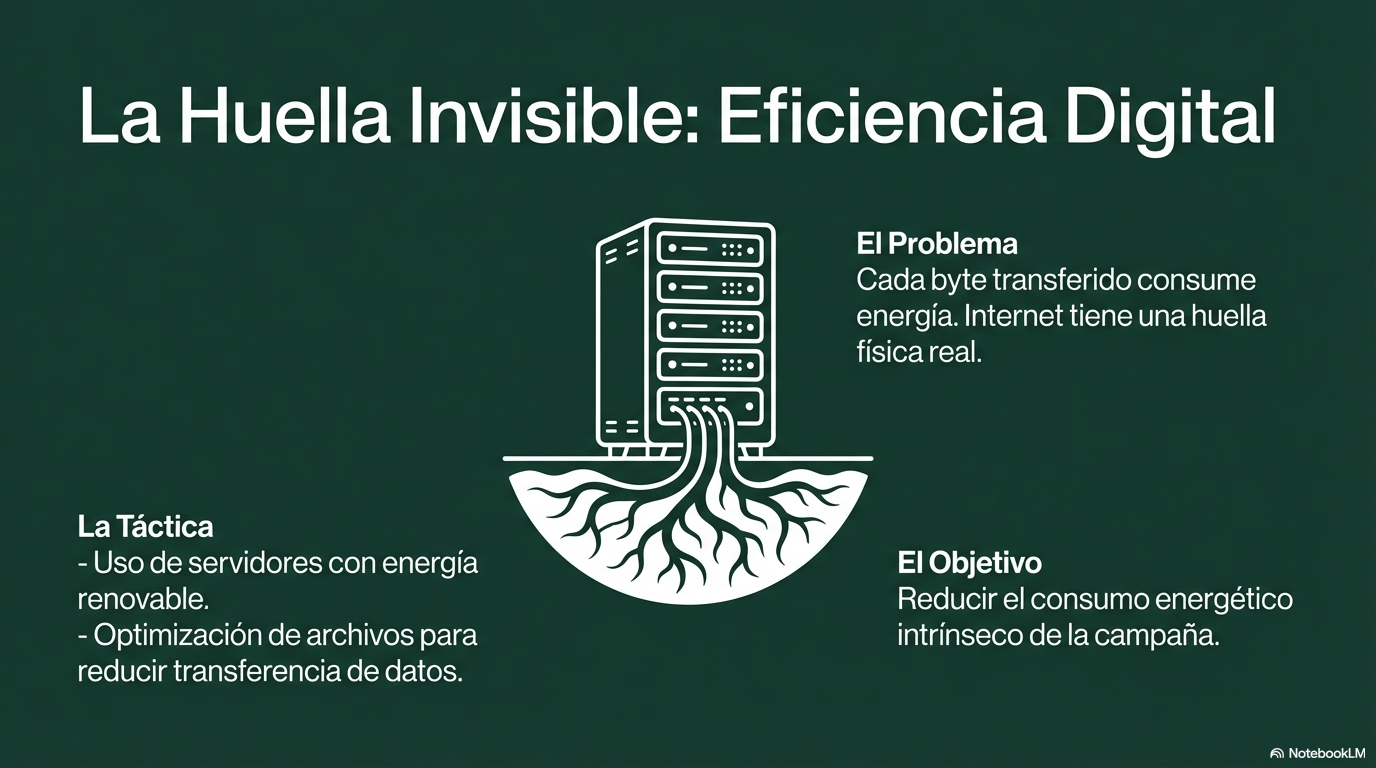 La Huella Invisible: Eficiencia Digital
El Problema
Cada byte transferido consume
energía. Internet tiene una huella
física real.
La Táctica
- Uso de servidores con energía
renovable.
- Optimización de archivos para
reducir transferencia de datos.
El Objetivo
Reducir el consumo energético
intrínseco de la campaña.
NotebookLM